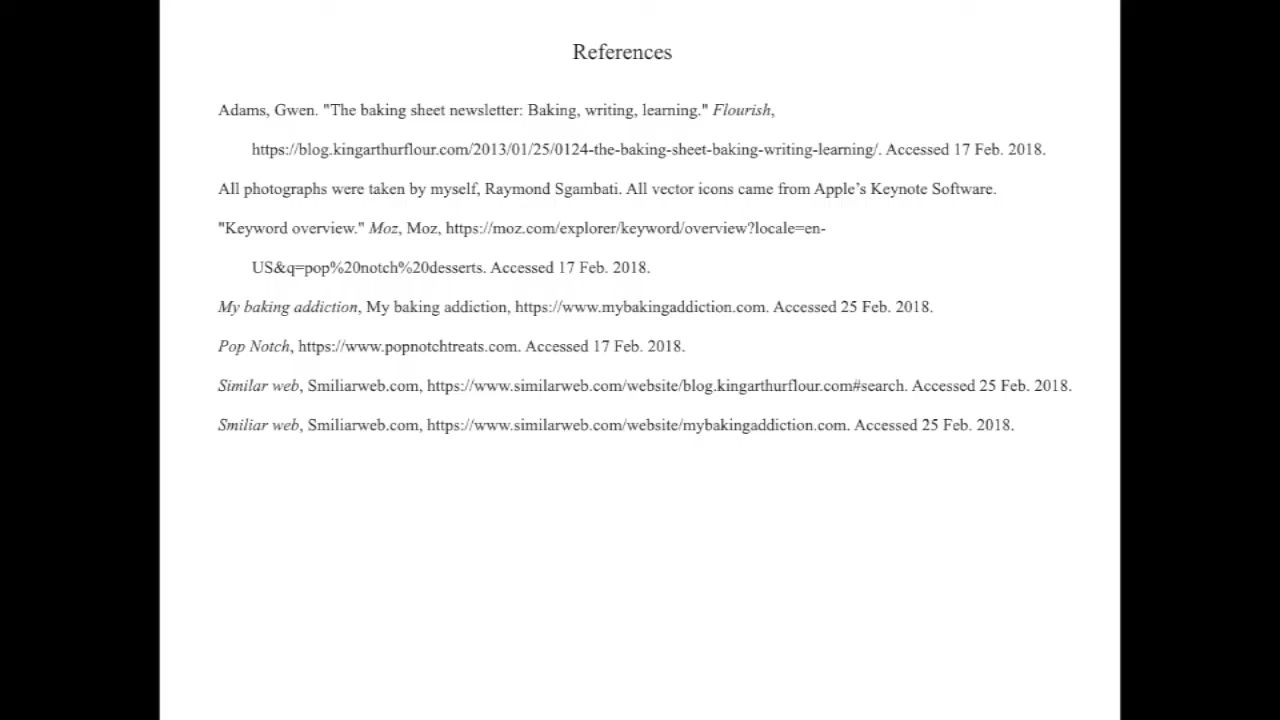 References
Adams, Gwen. "The baking sheet newsletter: Baking, writing, learning." Flourish,
https://blog.kingarthurflour.com/2013/01/25/0124-the-baking-sheet-baking-writing-learning/. Accessed 17 Feb. 2018.
All photographs were taken by myself, Raymond Sgambati. All vector icons came from Apple’s Keynote Software.
"Keyword overview." Moz, Moz, https://moz.com/explorer/keyword/overview?locale=en-
US&q=pop%20notch%20desserts. Accessed 17 Feb. 2018.
My baking addiction, My baking addiction, https://www.mybakingaddiction.com. Accessed 25 Feb. 2018.
Pop Notch, https://www.popnotchtreats.com. Accessed 17 Feb. 2018.
Similar web, Smiliarweb.com, https://www.similarweb.com/website/blog.kingarthurflour.com#search. Accessed 25 Feb. 2018.
Smiliar web, Smiliarweb.com, https://www.similarweb.com/website/mybakingaddiction.com. Accessed 25 Feb. 2018.